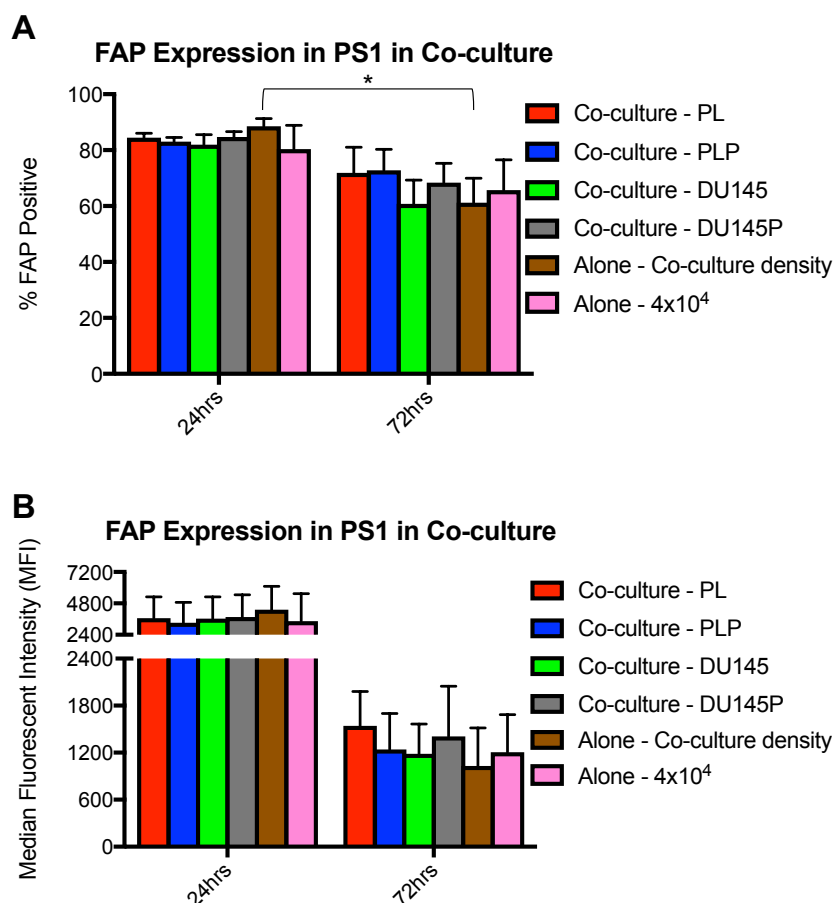 A
FAP Expression in PS1 in Co-culture
*
% FAP Positive
100
80
60
40
20
0
24hrs
72hrs
Co-culture - PL
Co-culture - PLP
Co-culture - DU145
Co-culture - DU145P
Alone - Co-culture density
Alone - 4x10⁴
B
FAP Expression in PS1 in Co-culture
Median Fluorescent Intensity (MFI)
7200
4800
2400
2400
1800
1200
600
0
24hrs
72hrs
Co-culture - PL
Co-culture - PLP
Co-culture - DU145
Co-culture - DU145P
Alone - Co-culture density
Alone - 4x10⁴